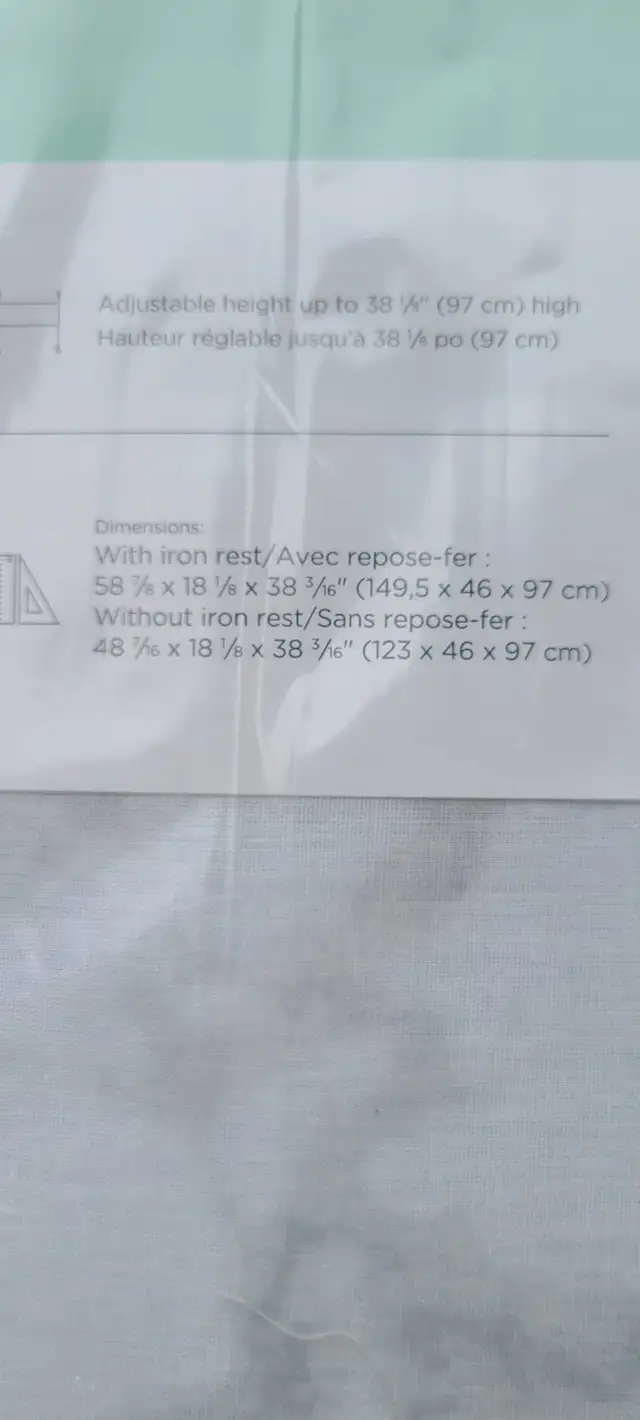 Adjustable height up to 38 ¼" (97 cm) high
Hauteur réglable jusqu'à 38 ⅛ po (97 cm)
Dimensions:
With iron rest/Avec repose-fer :
58 ⅞ x 18 ⅛ x 38 3/16" (149,5 x 46 x 97 cm)
Without iron rest/Sans repose-fer :
48 7/16 x 18 ⅛ x 38 3/16" (123 x 46 x 97 cm)